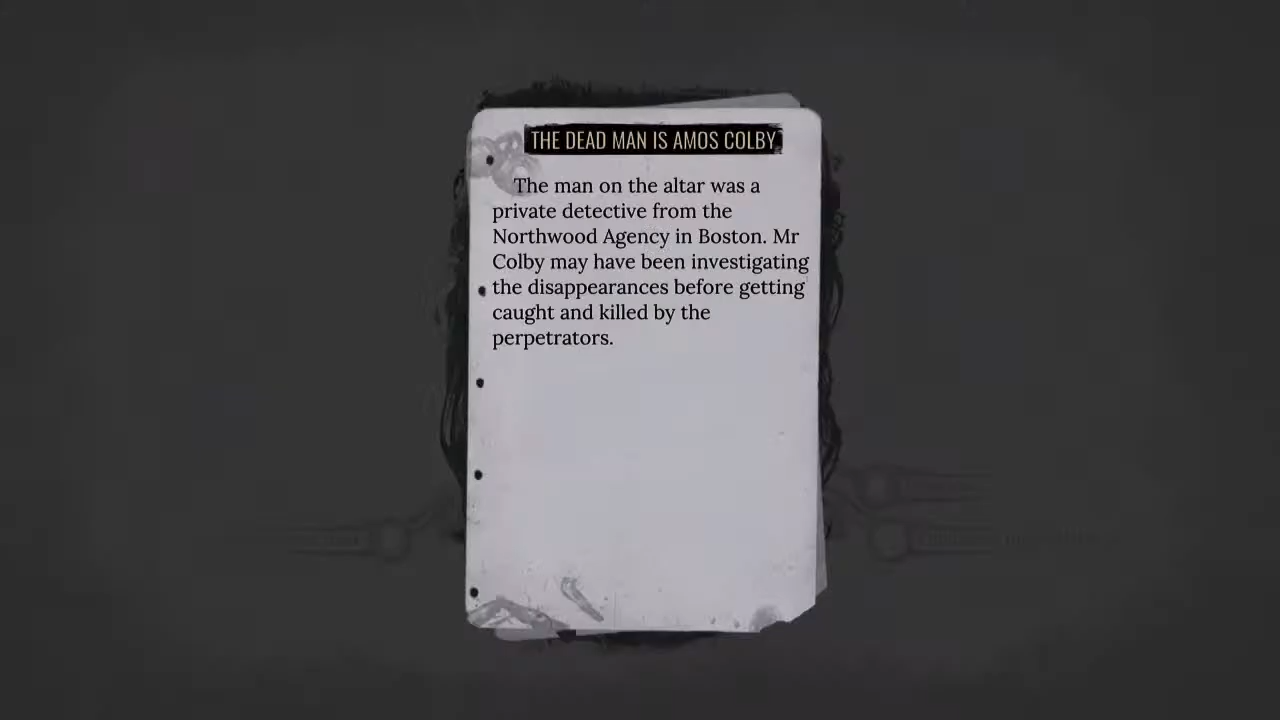 THE DEAD MAN IS AMOS COLBY
The man on the altar was a
private detective from the
Northwood Agency in Boston. Mr
Colby may have been investigating
the disappearances before getting
caught and killed by the
perpetrators.